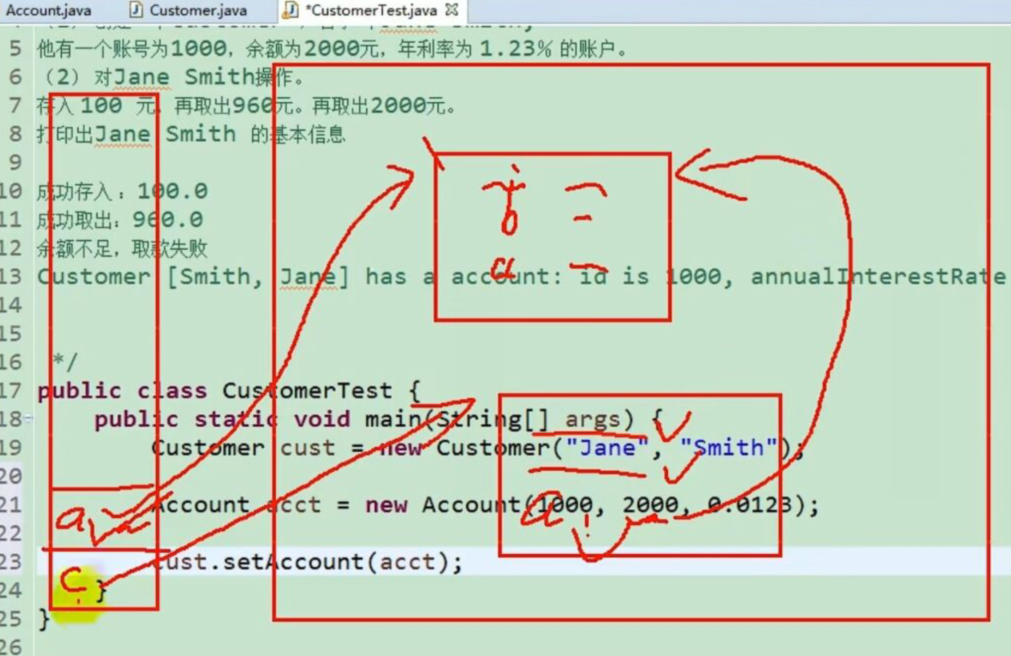 Account.java Customer.java *CustomerTest.java
5 他有一个账号为1000，余额为2000元，年利率为 1.23% 的账户。
6 （2）对Jane Smith操作。
7 存入 100 元，再取出960元。再取出2000元。
8 打印出Jane Smith 的基本信息
9
10 成功存入 ：100.0
11 成功取出：960.0
12 余额不足，取款失败
13 Customer [Smith, Jane] has a account: id is 1000, annualInterestRate
14
15
16 */
17 public class CustomerTest {
18 public static void main(String[] args) {
19 Customer cust = new Customer("Jane", "Smith");
20
21 Account acct = new Account(1000, 2000, 0.0123);
22
23 cust.setAccount(acct);
24 }
25 }
26
a
c
a